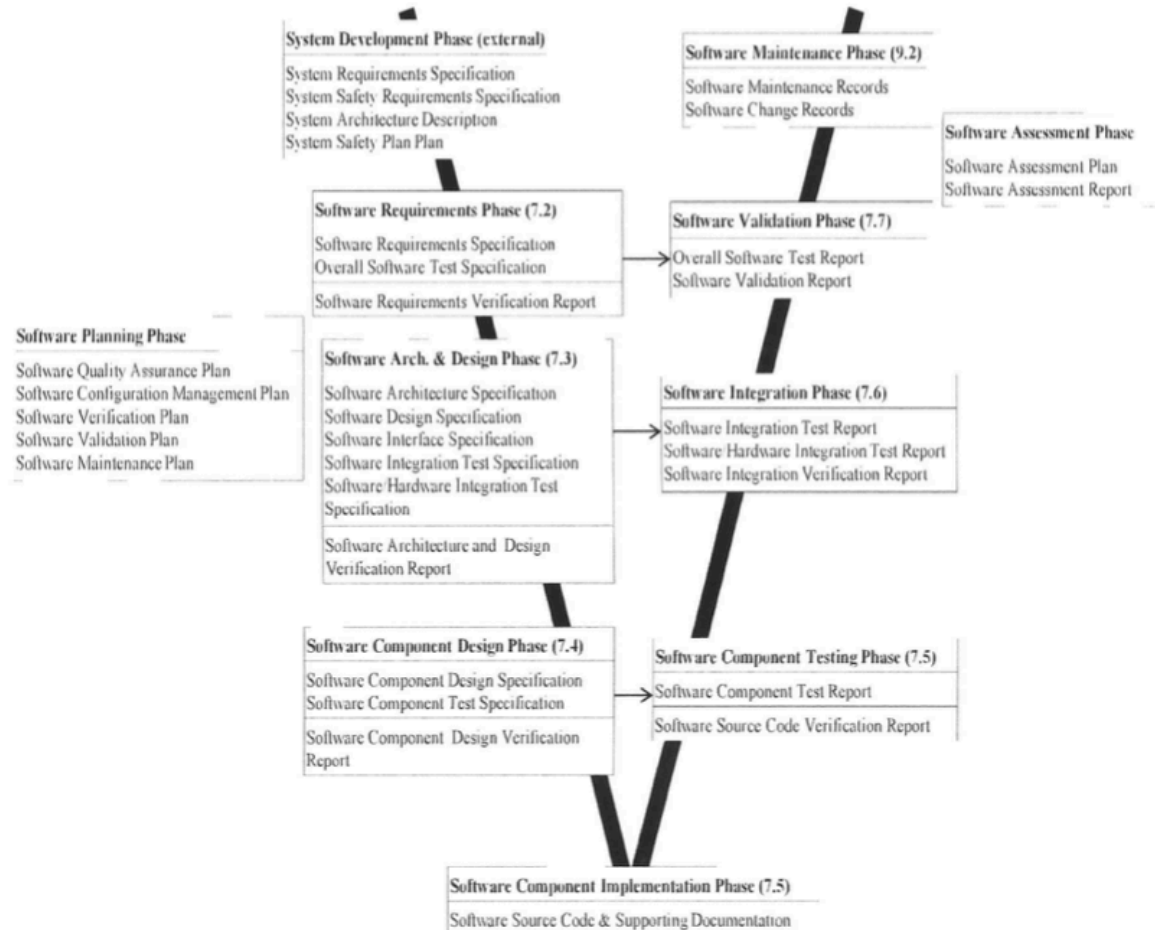 System Development Phase (external)
System Requirements Specification
System Safety Requirements Specification
System Architecture Description
System Safety Plan Plan
Software Maintenance Phase (9.2)
Software Maintenance Records
Software Change Records
Software Assessment Phase
Software Assessment Plan
Software Assessment Report
Software Requirements Phase (7.2)
Software Requirements Specification
Overall Software Test Specification
Software Requirements Verification Report
Software Validation Phase (7.7)
Overall Software Test Report
Software Validation Report
Software Planning Phase
Software Quality Assurance Plan
Software Configuration Management Plan
Software Verification Plan
Software Validation Plan
Software Maintenance Plan
Software Arch. & Design Phase (7.3)
Software Architecture Specification
Software Design Specification
Software Interface Specification
Software Integration Test Specification
Software/Hardware Integration Test
Specification
Software Architecture and Design
Verification Report
Software Integration Phase (7.6)
Software Integration Test Report
Software/Hardware Integration Test Report
Software Integration Verification Report
Software Component Design Phase (7.4)
Software Component Design Specification
Software Component Test Specification
Software Component Design Verification
Report
Software Component Testing Phase (7.5)
Software Component Test Report
Software Source Code Verification Report
Software Component Implementation Phase (7.5)
Software Source Code & Supporting Documentation